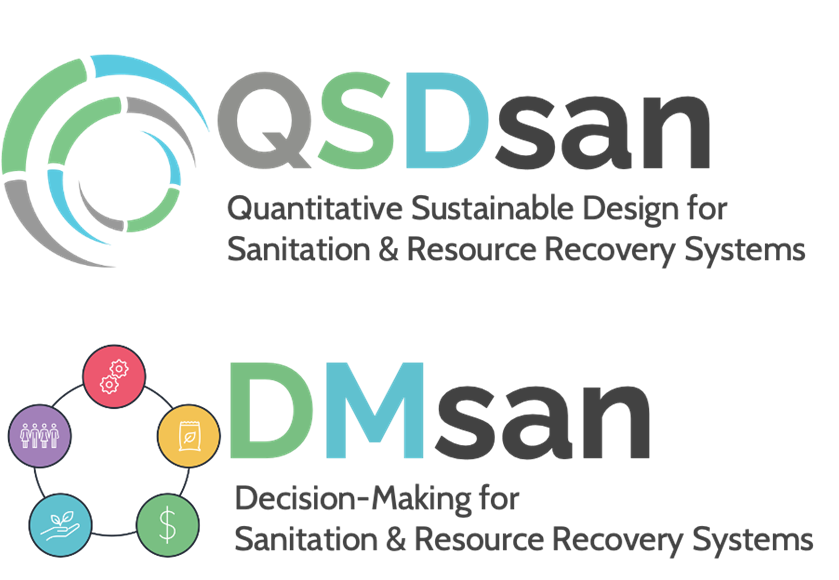 QSDsan
Quantitative Sustainable Design for
Sanitation & Resource Recovery Systems
DMsan
$
Decision-Making for
Sanitation & Resource Recovery Systems